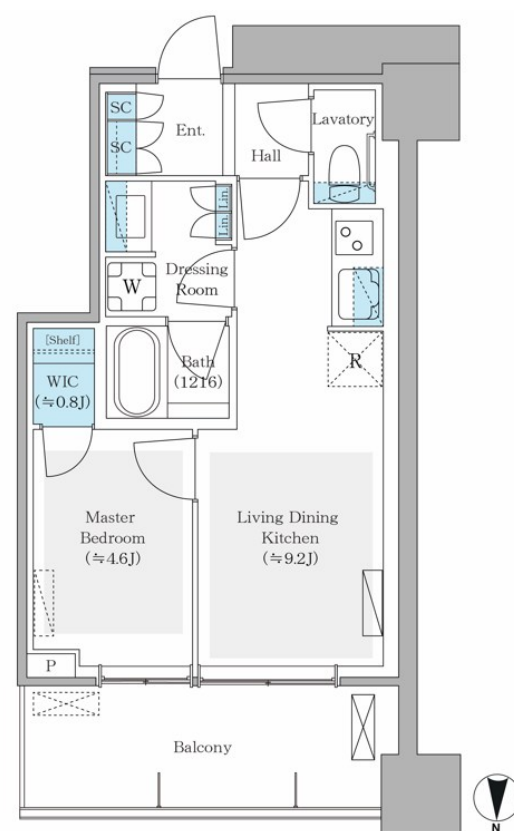 SC
SC
Ent.
Hall
Lavatory
Lin.
Lin.
W
Dressing
Room
Bath
(1216)
[Shelf]
WIC
(≒0.8J)
R
Master
Bedroom
(≒4.6J)
Living Dining
Kitchen
(≒9.2J)
P
Balcony
N